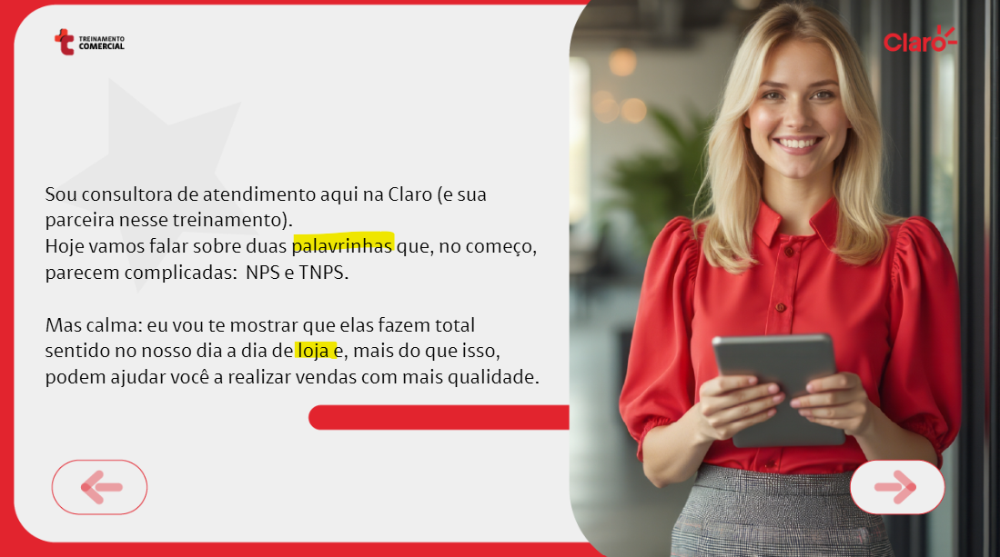 TREINAMENTO
COMERCIAL
Claro
Sou consultora de atendimento aqui na Claro (e sua
parceira nesse treinamento).
Hoje vamos falar sobre duas palavrinhas que, no começo,
parecem complicadas:  NPS e TNPS.
Mas calma: eu vou te mostrar que elas fazem total
sentido no nosso dia a dia de loja e, mais do que isso,
podem ajudar você a realizar vendas com mais qualidade.